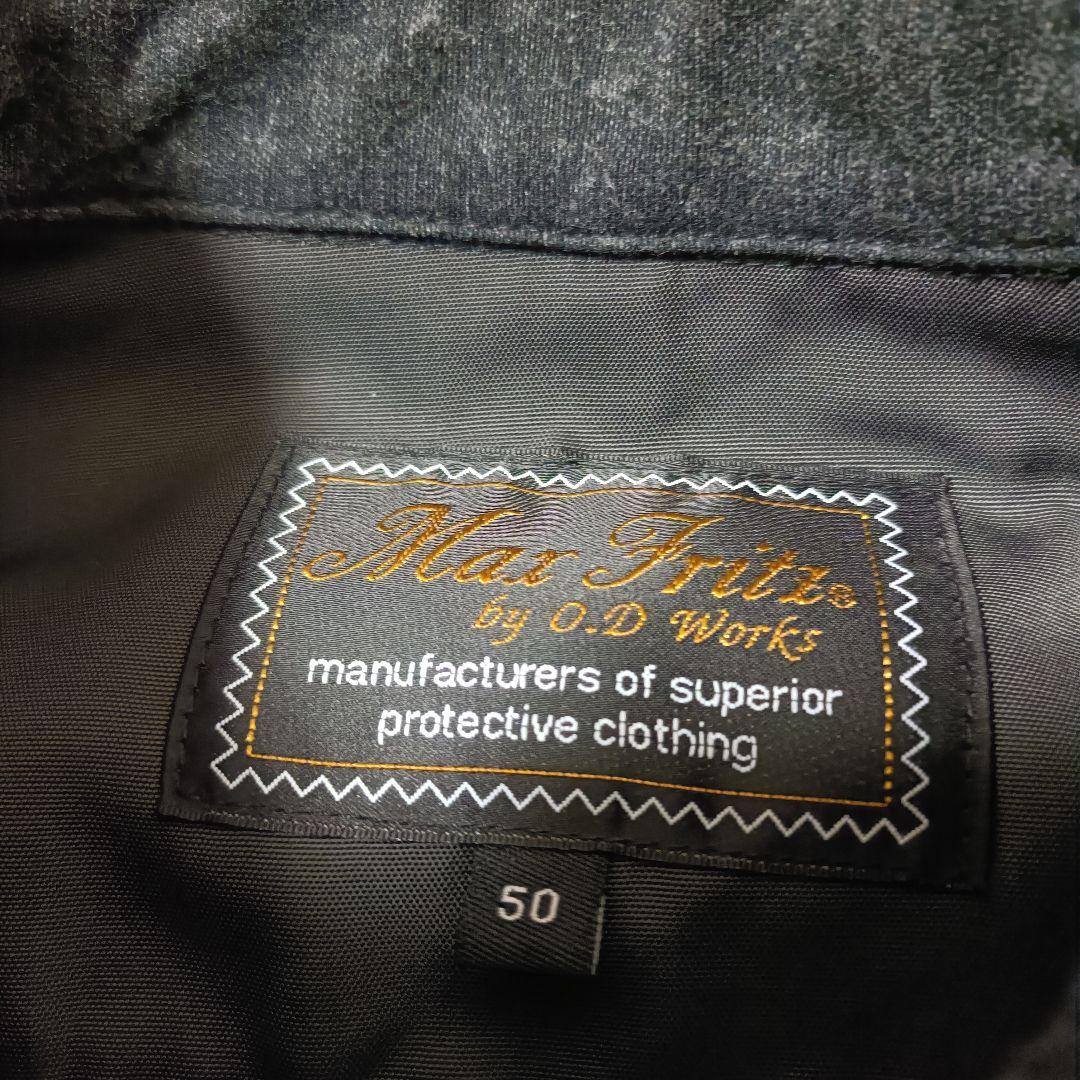 Max Fritz®
by O.D Works
manufacturers of superior
protective clothing
50